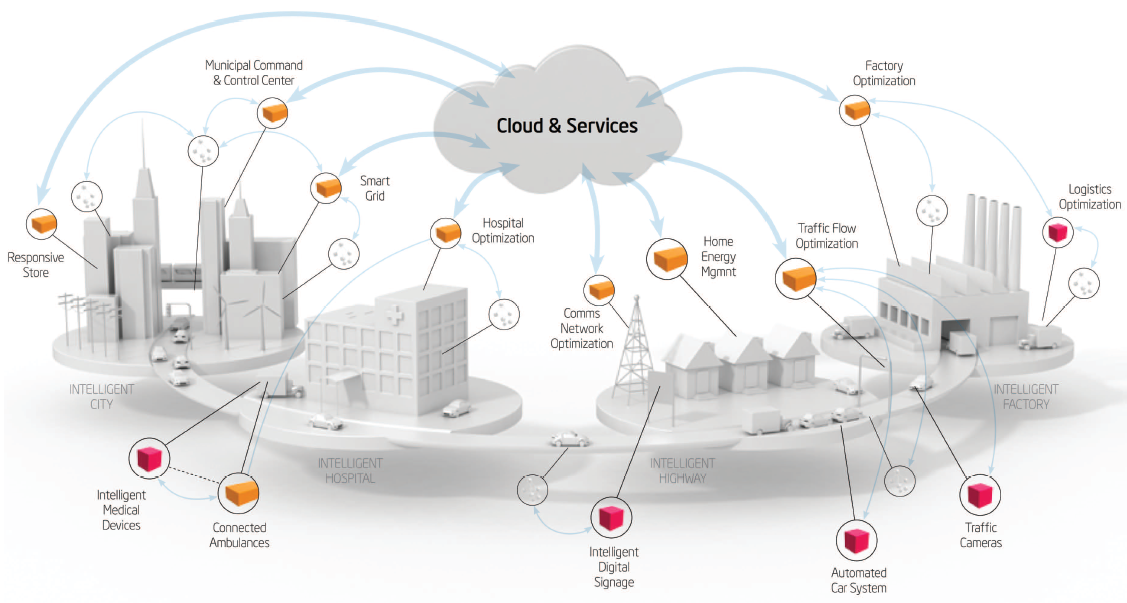 Municipal Command
& Control Center
Cloud & Services
Factory
Optimization
Smart
Grid
Logistics
Optimization
Responsive
Store
Hospital
Optimization
Home
Energy
Mgmnt
Traffic Flow
Optimization
Comms
Network
Optimization
INTELLIGENT
CITY
INTELLIGENT
FACTORY
INTELLIGENT
HOSPITAL
INTELLIGENT
HIGHWAY
Intelligent
Medical
Devices
Connected
Ambulances
Intelligent
Digital
Signage
Automated
Car System
Traffic
Cameras